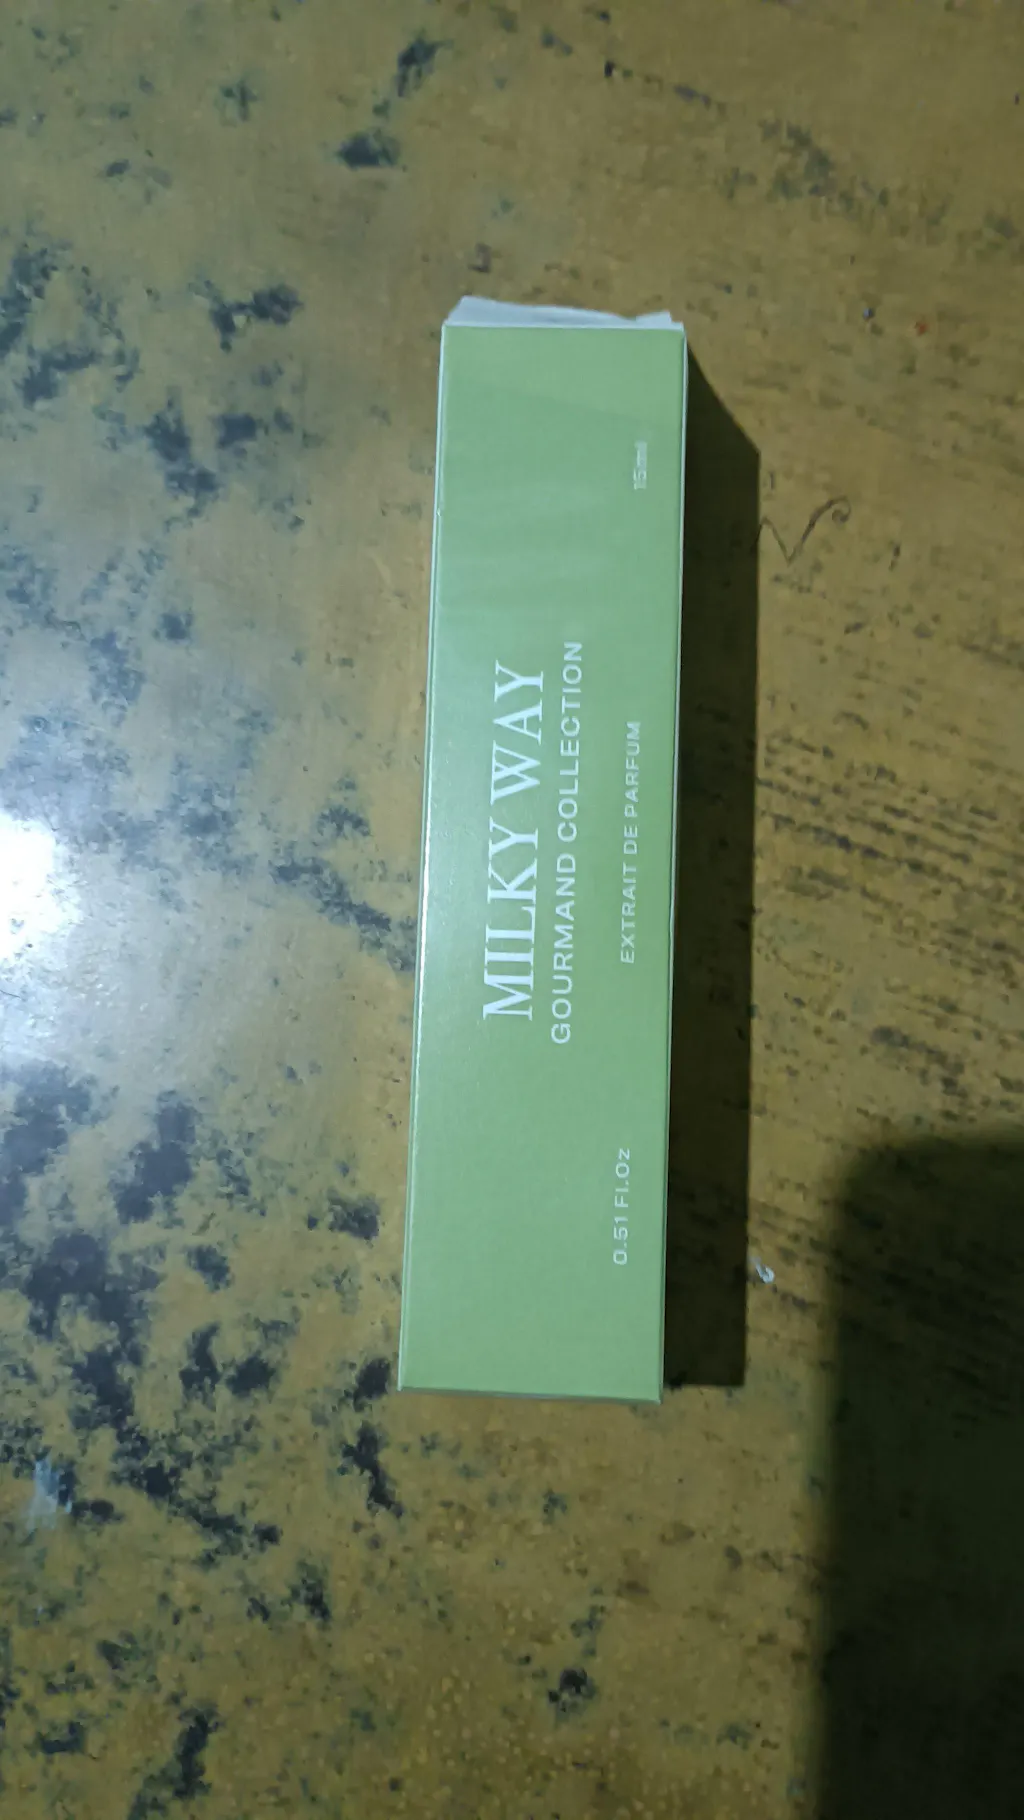 MILKY WAY
GOURMAND COLLECTION
0.51 Fl.Oz
EXTRAIT DE PARFUM
15ml